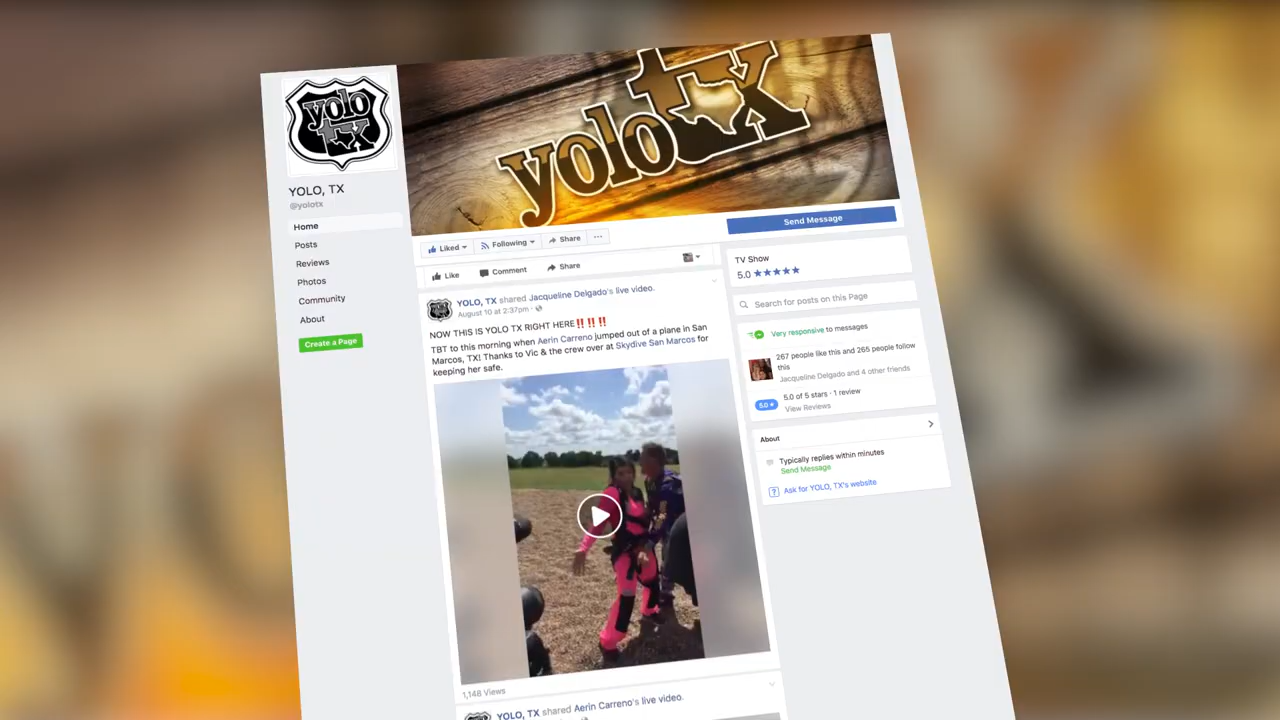 yolo
tx
yolo
TX
YOLO, TX
@yolotx
Home
Posts
Reviews
Photos
Community
About
Create a Page
Liked
Following
Share
...
Send Message
Like
Comment
Share
YOLO, TX shared Jacqueline Delgado's live video.
August 10 at 2:37pm ·
NOW THIS IS YOLO TX RIGHT HERE‼️‼️‼️
TBT to this morning when Aerin Carreno jumped out of a plane in San
Marcos, TX! Thanks to Vic & the crew over at Skydive San Marcos for
keeping her safe.
1,148 Views
YOLO, TX shared Aerin Carreno's live video.
TV Show
5.0 ★★★★★
Search for posts on this Page
Very responsive to messages
267 people like this and 265 people follow
this
Jacqueline Delgado and 4 other friends
5.0 ★
5.0 of 5 stars · 1 review
View Reviews
About
Typically replies within minutes
Send Message
? Ask for YOLO, TX's website